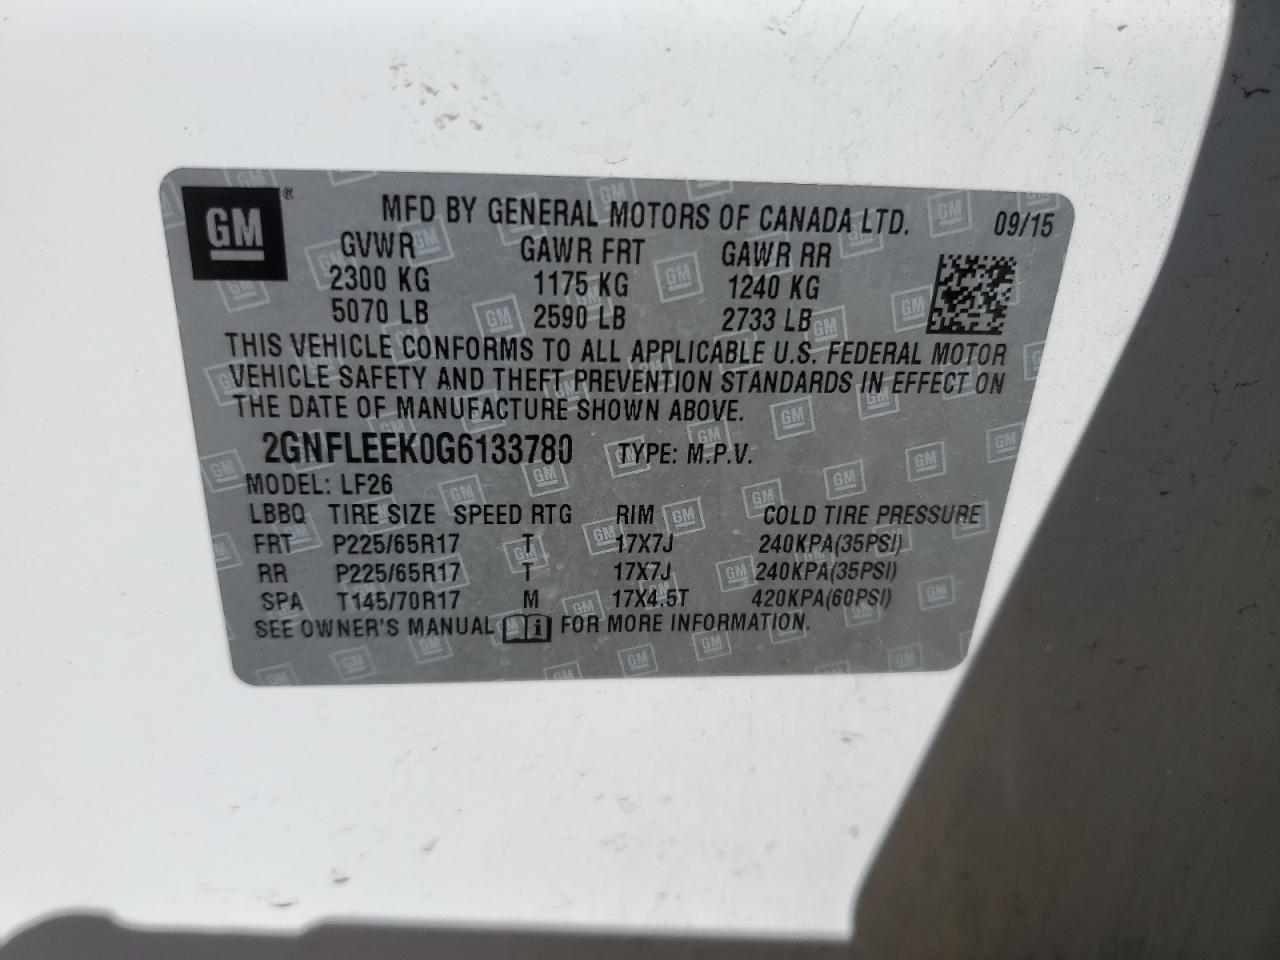 GM ® MFD BY GENERAL MOTORS OF CANADA LTD. 09/15
GVWR GAWR FRT GAWR RR
2300 KG 1175 KG 1240 KG
5070 LB 2590 LB 2733 LB
THIS VEHICLE CONFORMS TO ALL APPLICABLE U.S. FEDERAL MOTOR
VEHICLE SAFETY AND THEFT PREVENTION STANDARDS IN EFFECT ON
THE DATE OF MANUFACTURE SHOWN ABOVE.
2GNFLEEK0G6133780 TYPE: M.P.V.
MODEL: LF26
LBBQ TIRE SIZE SPEED RTG RIM COLD TIRE PRESSURE
FRT P225/65R17 T 17X7J 240KPA(35PSI)
RR P225/65R17 T 17X7J 240KPA(35PSI)
SPA T145/70R17 M 17X4.5T 420KPA(60PSI)
SEE OWNER'S MANUAL i FOR MORE INFORMATION.